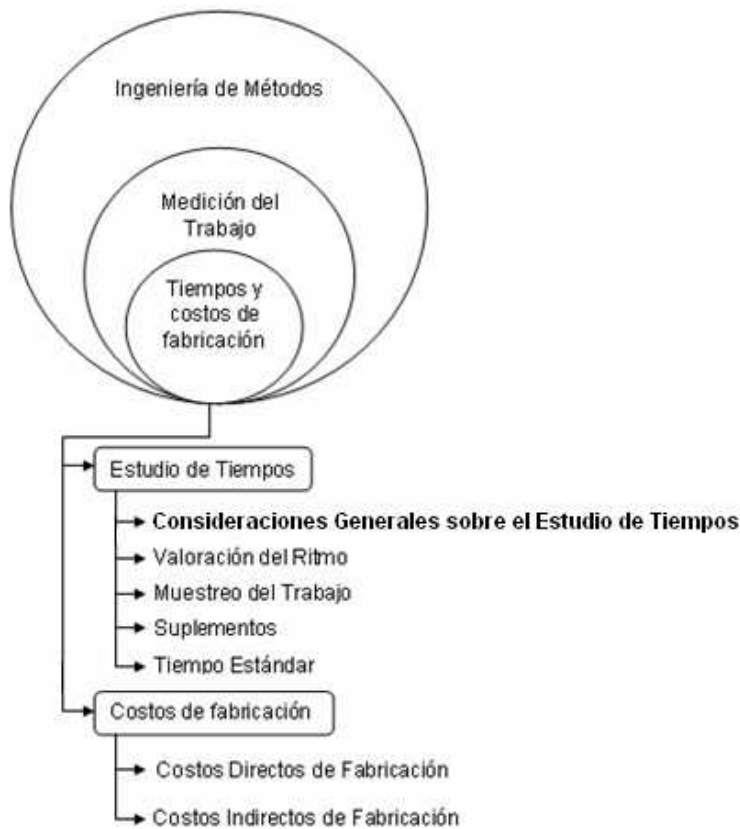 Ingeniería de Métodos
Medición del
Trabajo
Tiempos y
costos de
fabricación
Estudio de Tiempos
Consideraciones Generales sobre el Estudio de Tiempos
Valoración del Ritmo
Muestreo del Trabajo
Suplementos
Tiempo Estándar
Costos de fabricación
Costos Directos de Fabricación
Costos Indirectos de Fabricación